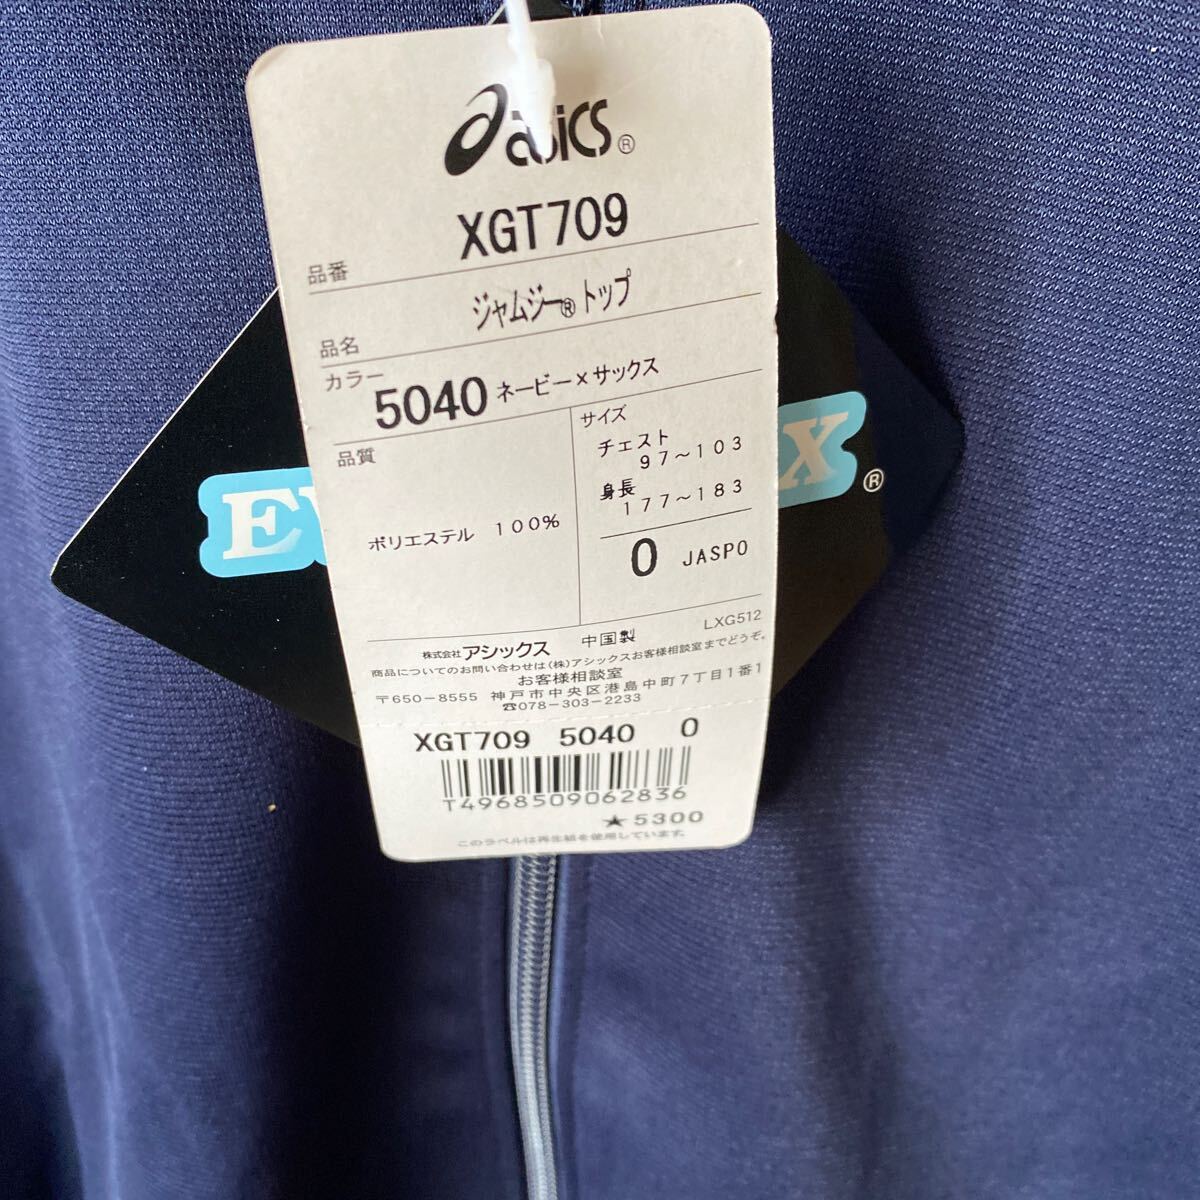 asics®
XGT709
品番
ジャムジー®トップ
品名
カラー
5040 ネービー×サックス
品質
ポリエステル 100%
サイズ
チェスト
97〜103
身長
177〜183
O JASPO
LXG512
株式会社アシックス 中国製
商品についてのお問い合わせは(株)アシックスお客様相談室までどうぞ。
お客様相談室
〒650-8555 神戸市中央区港島中町7丁目1番1
☎078-303-2233
XGT709 5040 O
T4968509062836
★5300
このラベルは再生紙を使用しています。
X®